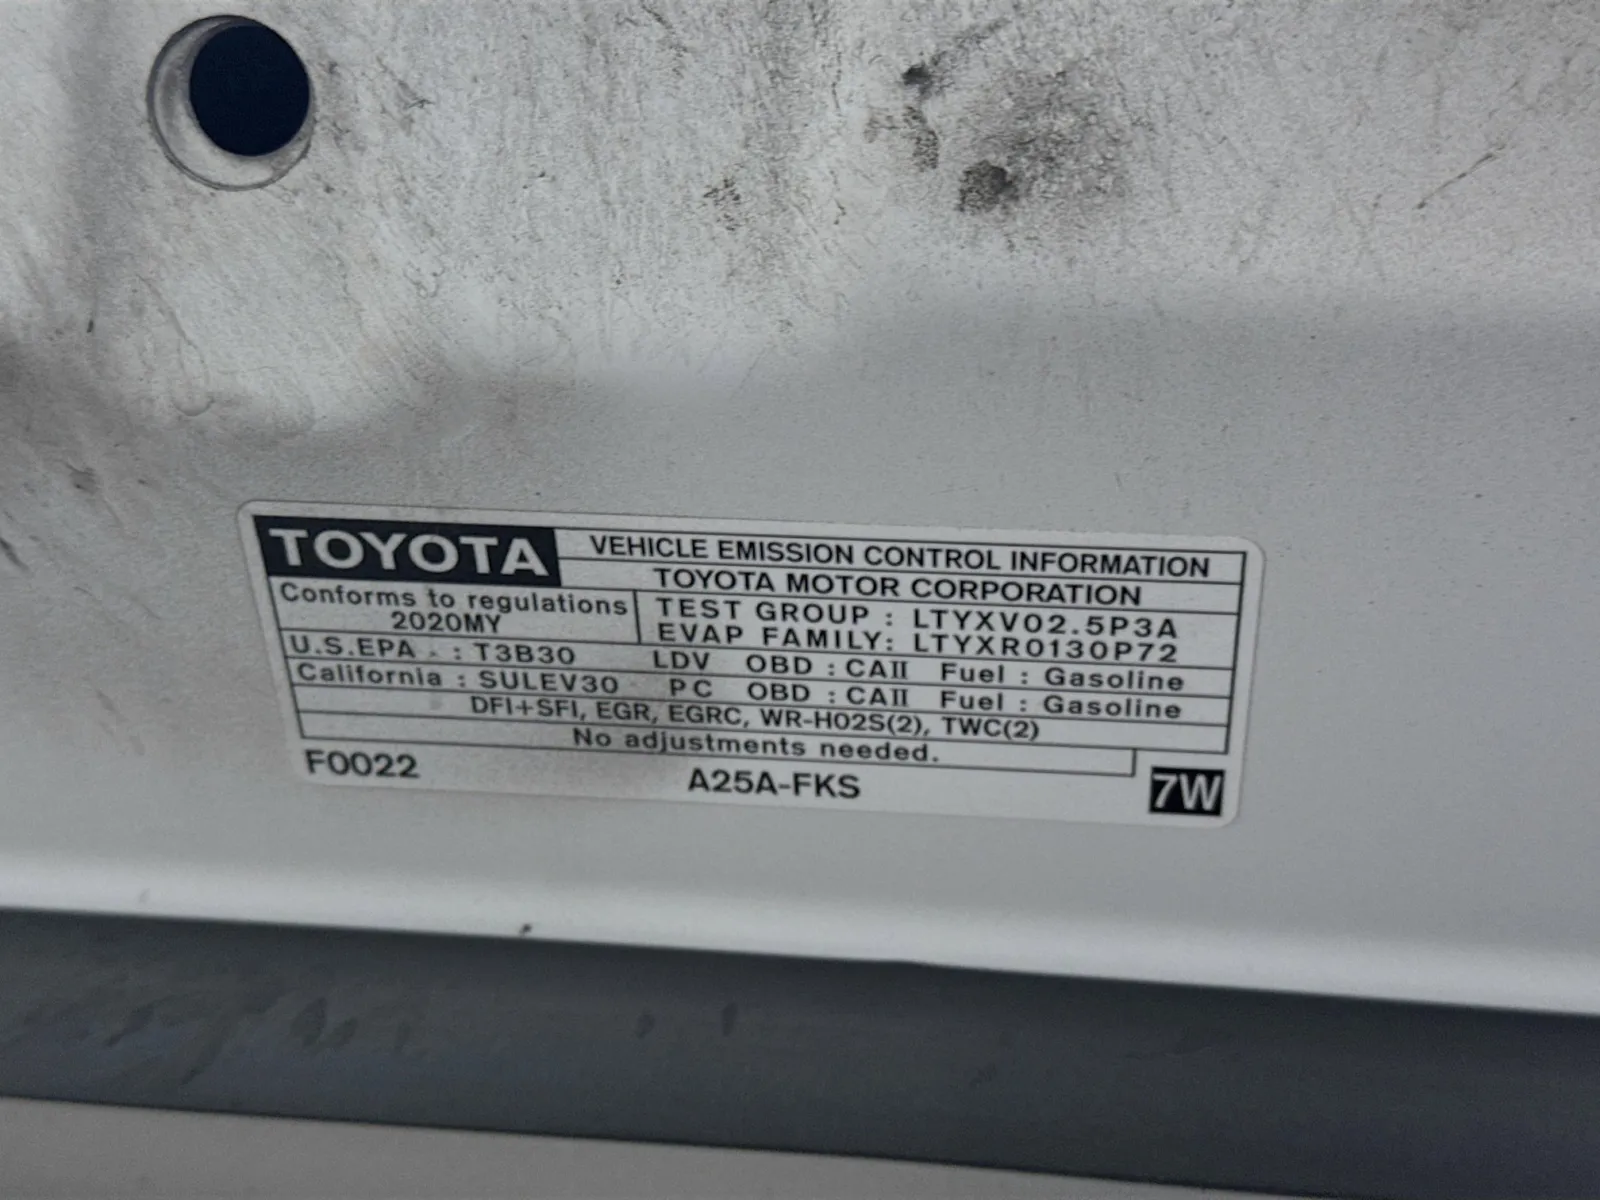 TOYOTA VEHICLE EMISSION CONTROL INFORMATION
TOYOTA MOTOR CORPORATION
Conforms to regulations
2020MY
TEST GROUP : LTYXV02.5P3A
EVAP FAMILY: LTYXR0130P72
U.S.EPA : T3B30 LDV OBD : CAII Fuel : Gasoline
California : SULEV30 PC OBD : CAII Fuel : Gasoline
DFI+SFI, EGR, EGRC, WR-HO2S(2), TWC(2)
No adjustments needed.
F0022 A25A-FKS 7W